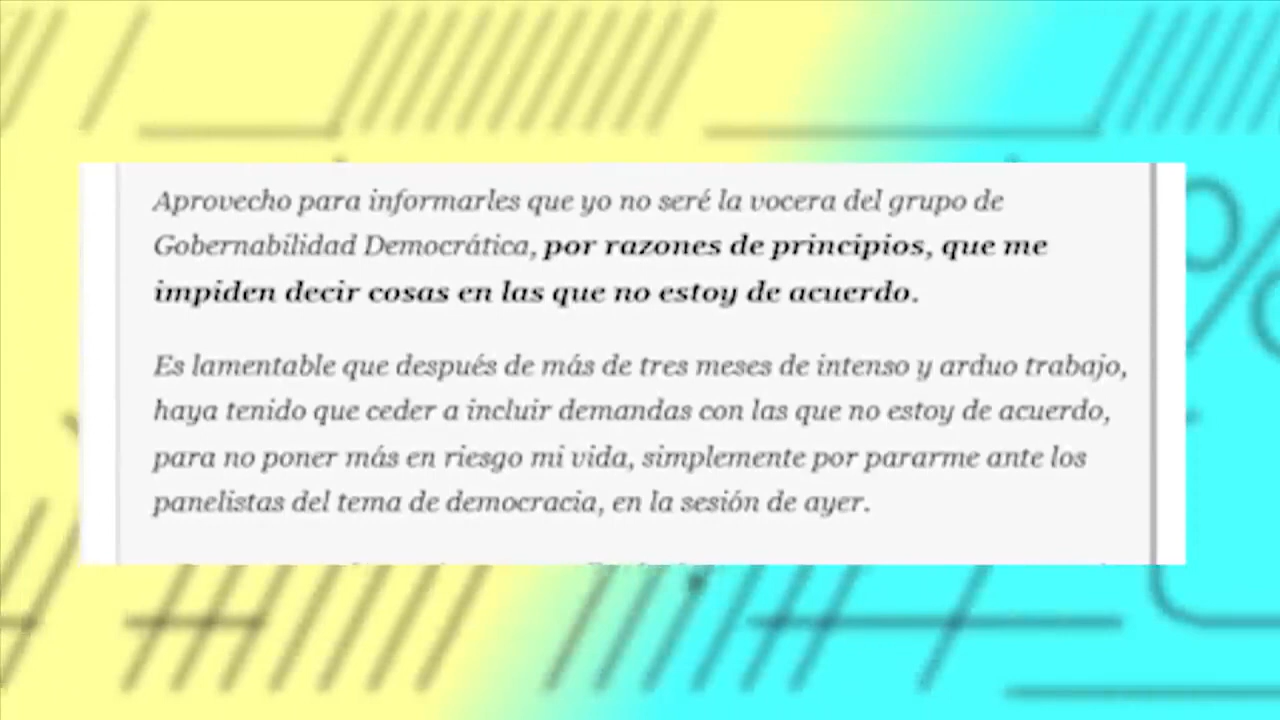 Aprovecho para informarles que yo no seré la vocera del grupo de
Gobernabilidad Democrática, por razones de principios, que me
impiden decir cosas en las que no estoy de acuerdo.
Es lamentable que después de más de tres meses de intenso y arduo trabajo,
haya tenido que ceder a incluir demandas con las que no estoy de acuerdo,
para no poner más en riesgo mi vida, simplemente por pararme ante los
panelistas del tema de democracia, en la sesión de ayer.
%